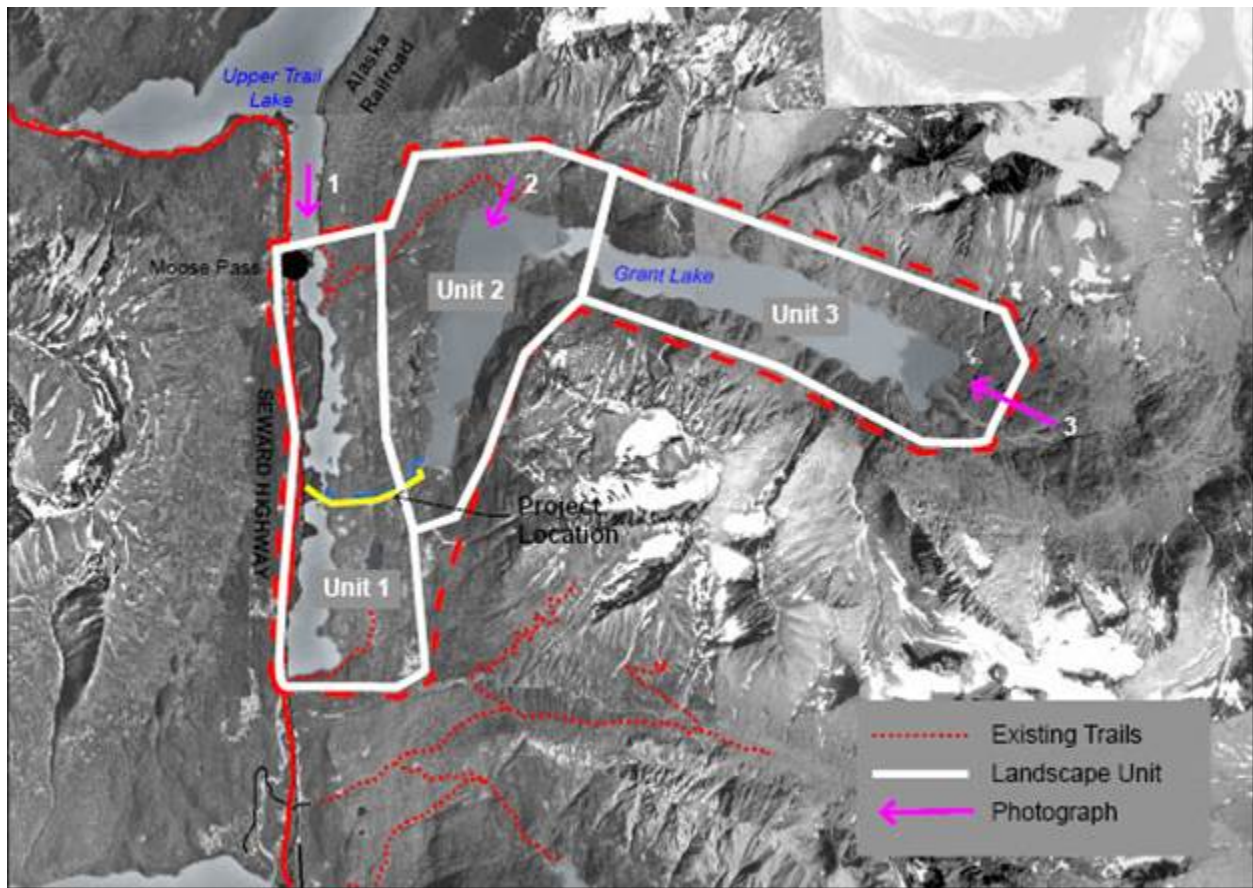 Upper Trail
Lake
Alaska
Railroad
1
2
Moose Pass
Unit 2
Grant Lake
Unit 3
3
SEWARD HIGHWAY
Project
Location
Unit 1
Existing Trails
Landscape Unit
Photograph